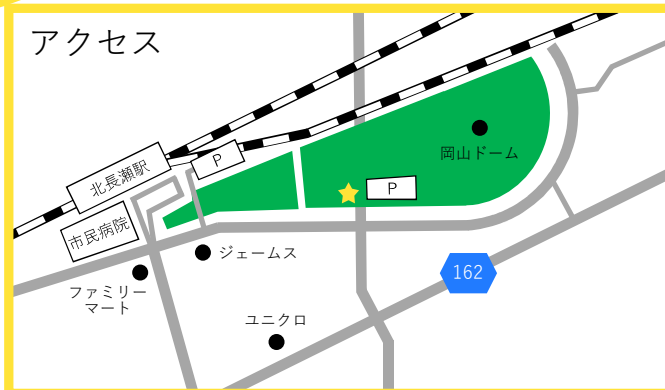 アクセス
P
岡山ドーム
北長瀬駅
P
市民病院
ジェームス
162
ファミリー
マート
ユニクロ